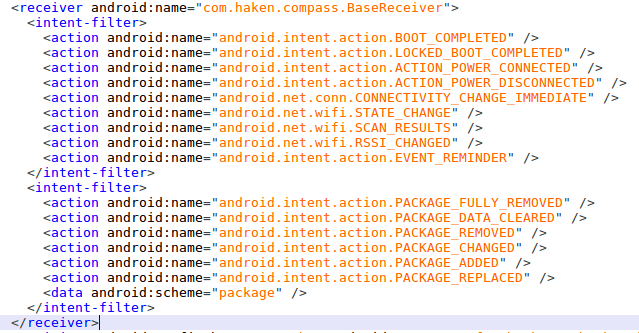 <receiver android:name="com.haken.compass.BaseReceiver">
<intent-filter>
<action android:name="android.intent.action.BOOT_COMPLETED" />
<action android:name="android.intent.action.LOCKED_BOOT_COMPLETED" />
<action android:name="android.intent.action.ACTION_POWER_CONNECTED" />
<action android:name="android.intent.action.ACTION_POWER_DISCONNECTED" />
<action android:name="android.net.conn.CONNECTIVITY_CHANGE_IMMEDIATE" />
<action android:name="android.net.wifi.STATE_CHANGE" />
<action android:name="android.net.wifi.SCAN_RESULTS" />
<action android:name="android.net.wifi.RSSI_CHANGED" />
<action android:name="android.intent.action.EVENT_REMINDER" />
</intent-filter>
<intent-filter>
<action android:name="android.intent.action.PACKAGE_FULLY_REMOVED" />
<action android:name="android.intent.action.PACKAGE_DATA_CLEARED" />
<action android:name="android.intent.action.PACKAGE_REMOVED" />
<action android:name="android.intent.action.PACKAGE_CHANGED" />
<action android:name="android.intent.action.PACKAGE_ADDED" />
<action android:name="android.intent.action.PACKAGE_REPLACED" />
<data android:scheme="package" />
</intent-filter>
</receiver>